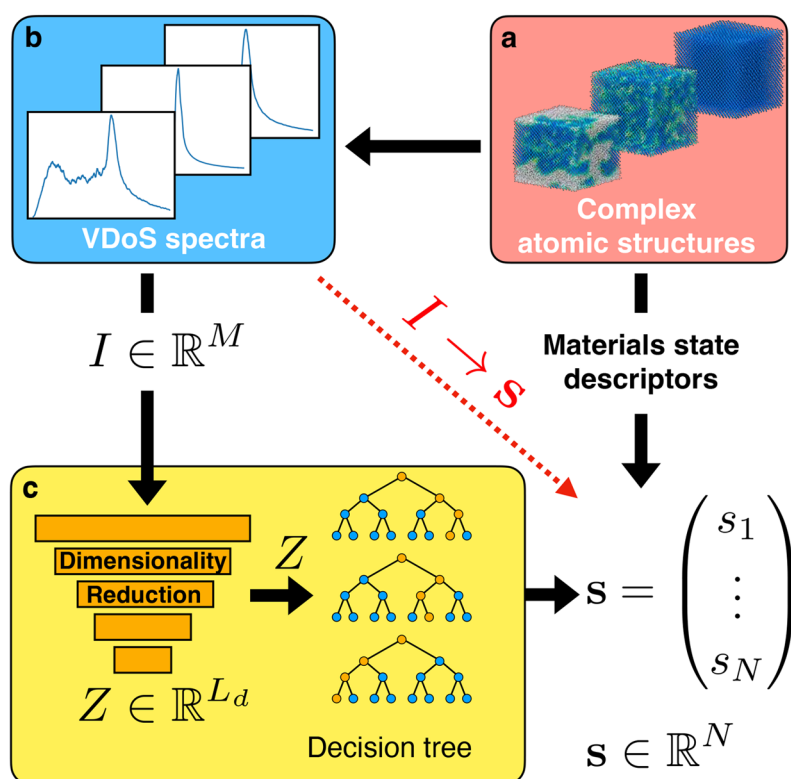 b
VDoS spectra
a
Complex
atomic structures
I ∈ ℝ^M
I → s
Materials state
descriptors
c
Dimensionality
Reduction
Z
Z ∈ ℝ^{L_d}
Decision tree
s = (s_1 ⋮ s_N)
s ∈ ℝ^N